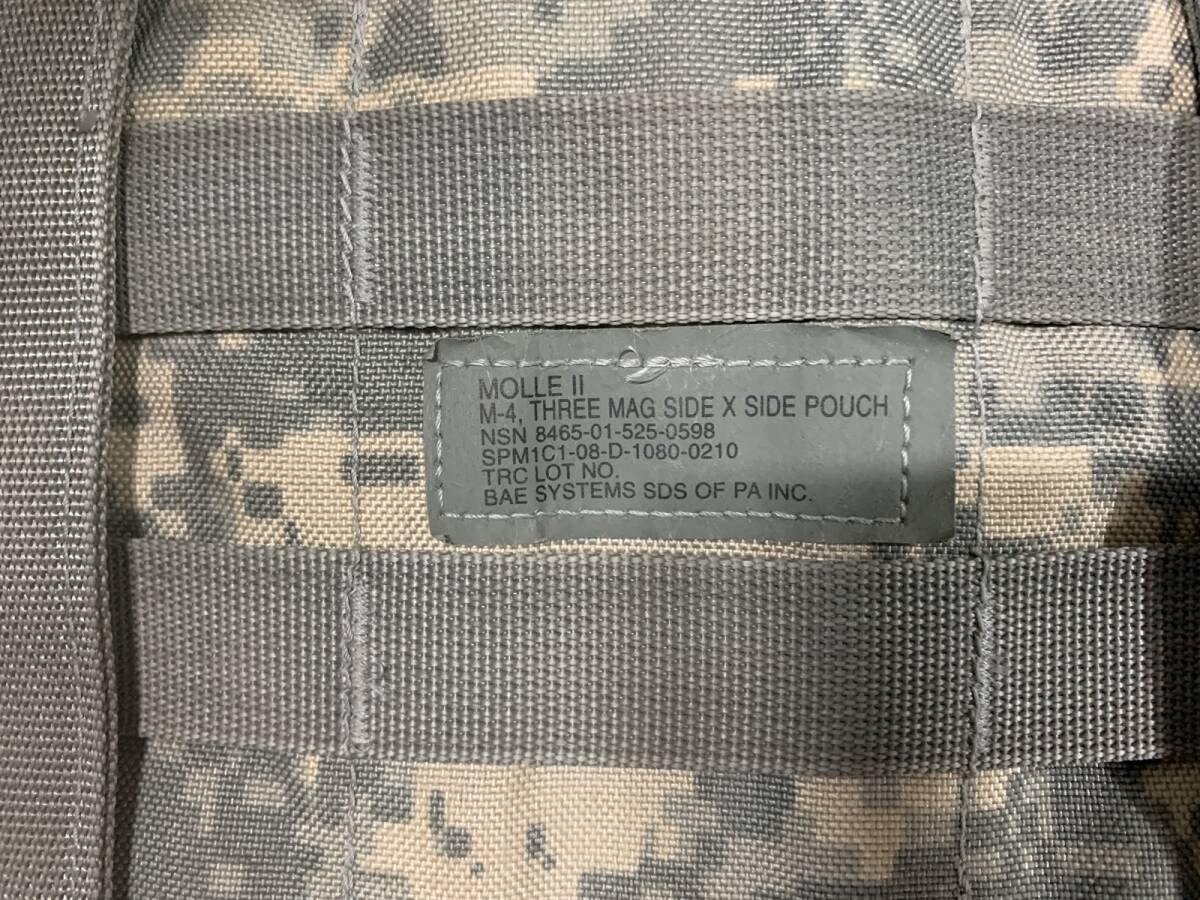 MOLLE II
M-4, THREE MAG SIDE X SIDE POUCH
NSN 8465-01-525-0598
SPM1C1-08-D-1080-0210
TRC LOT NO.
BAE SYSTEMS SDS OF PA INC.